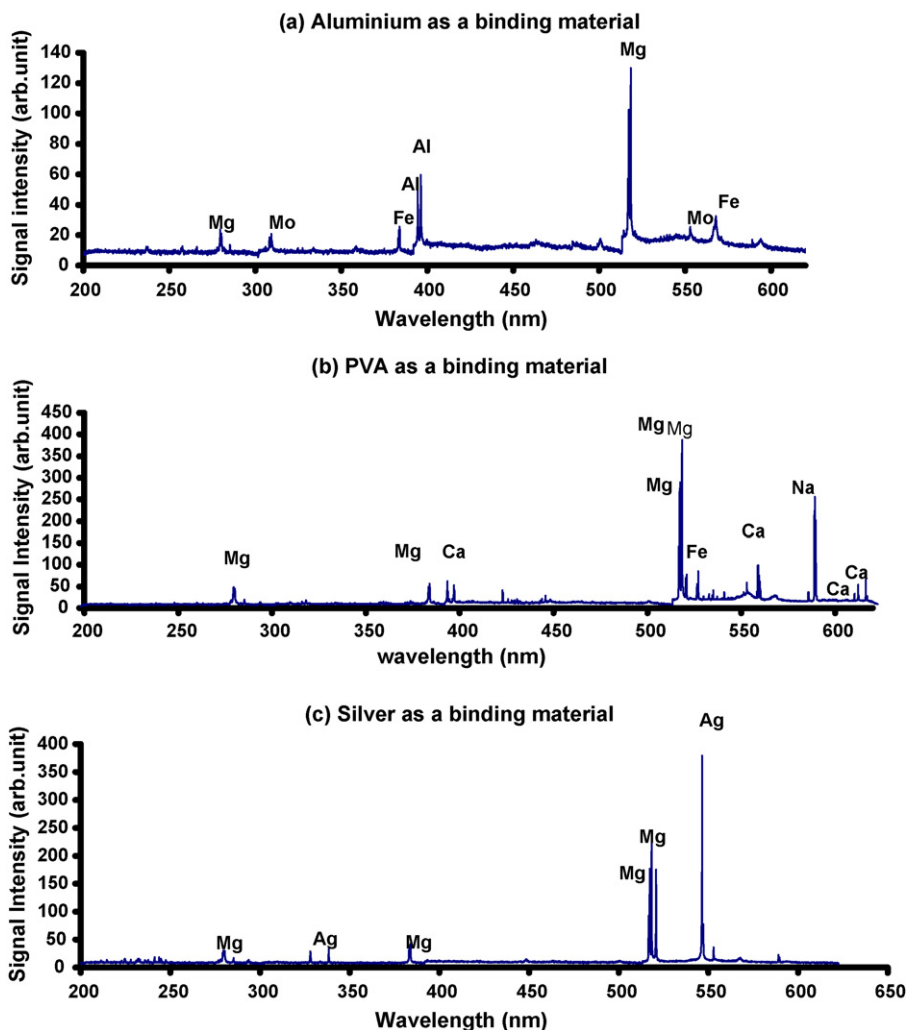 (a) Aluminium as a binding material
Signal intensity (arb.unit)
140
120
100
80
60
40
20
0
Mg
Mo
Fe
Al
Al
Mg
Mo
Fe
200 250 300 350 400 450 500 550 600
Wavelength (nm)
(b) PVA as a binding material
Signal Intensity (arb.unit)
450
400
350
300
250
200
150
100
50
0
Mg
Mg
Ca
Mg Mg
Mg
Fe
Ca
Na
Ca
Ca
200 250 300 350 400 450 500 550 600
wavelength (nm)
(c) Silver as a binding material
Signal Intensity (arb.unit)
400
350
300
250
200
150
100
50
0
Mg
Ag
Mg
Mg
Mg
Ag
200 250 300 350 400 450 500 550 600 650
Wavelength (nm)